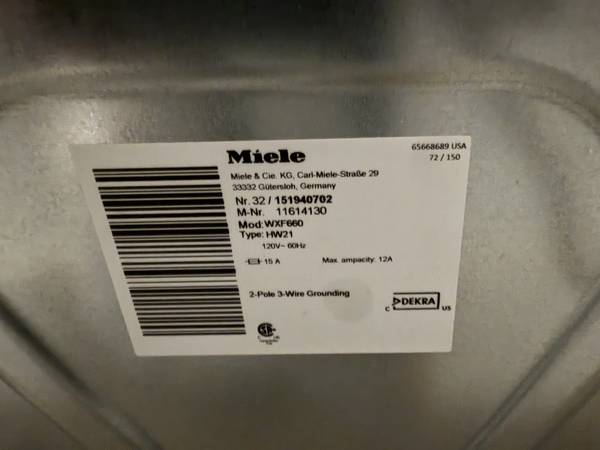 Miele
65668689 USA
72 / 150
Miele & Cie. KG, Carl-Miele-Straße 29
33332 Gütersloh, Germany
Nr. 32 / 151940702
M-Nr. 11614130
Mod: WXF660
Type: HW21
120V~ 60Hz
15 A
Max. ampacity: 12A
2-Pole 3-Wire Grounding
C DEKRA US